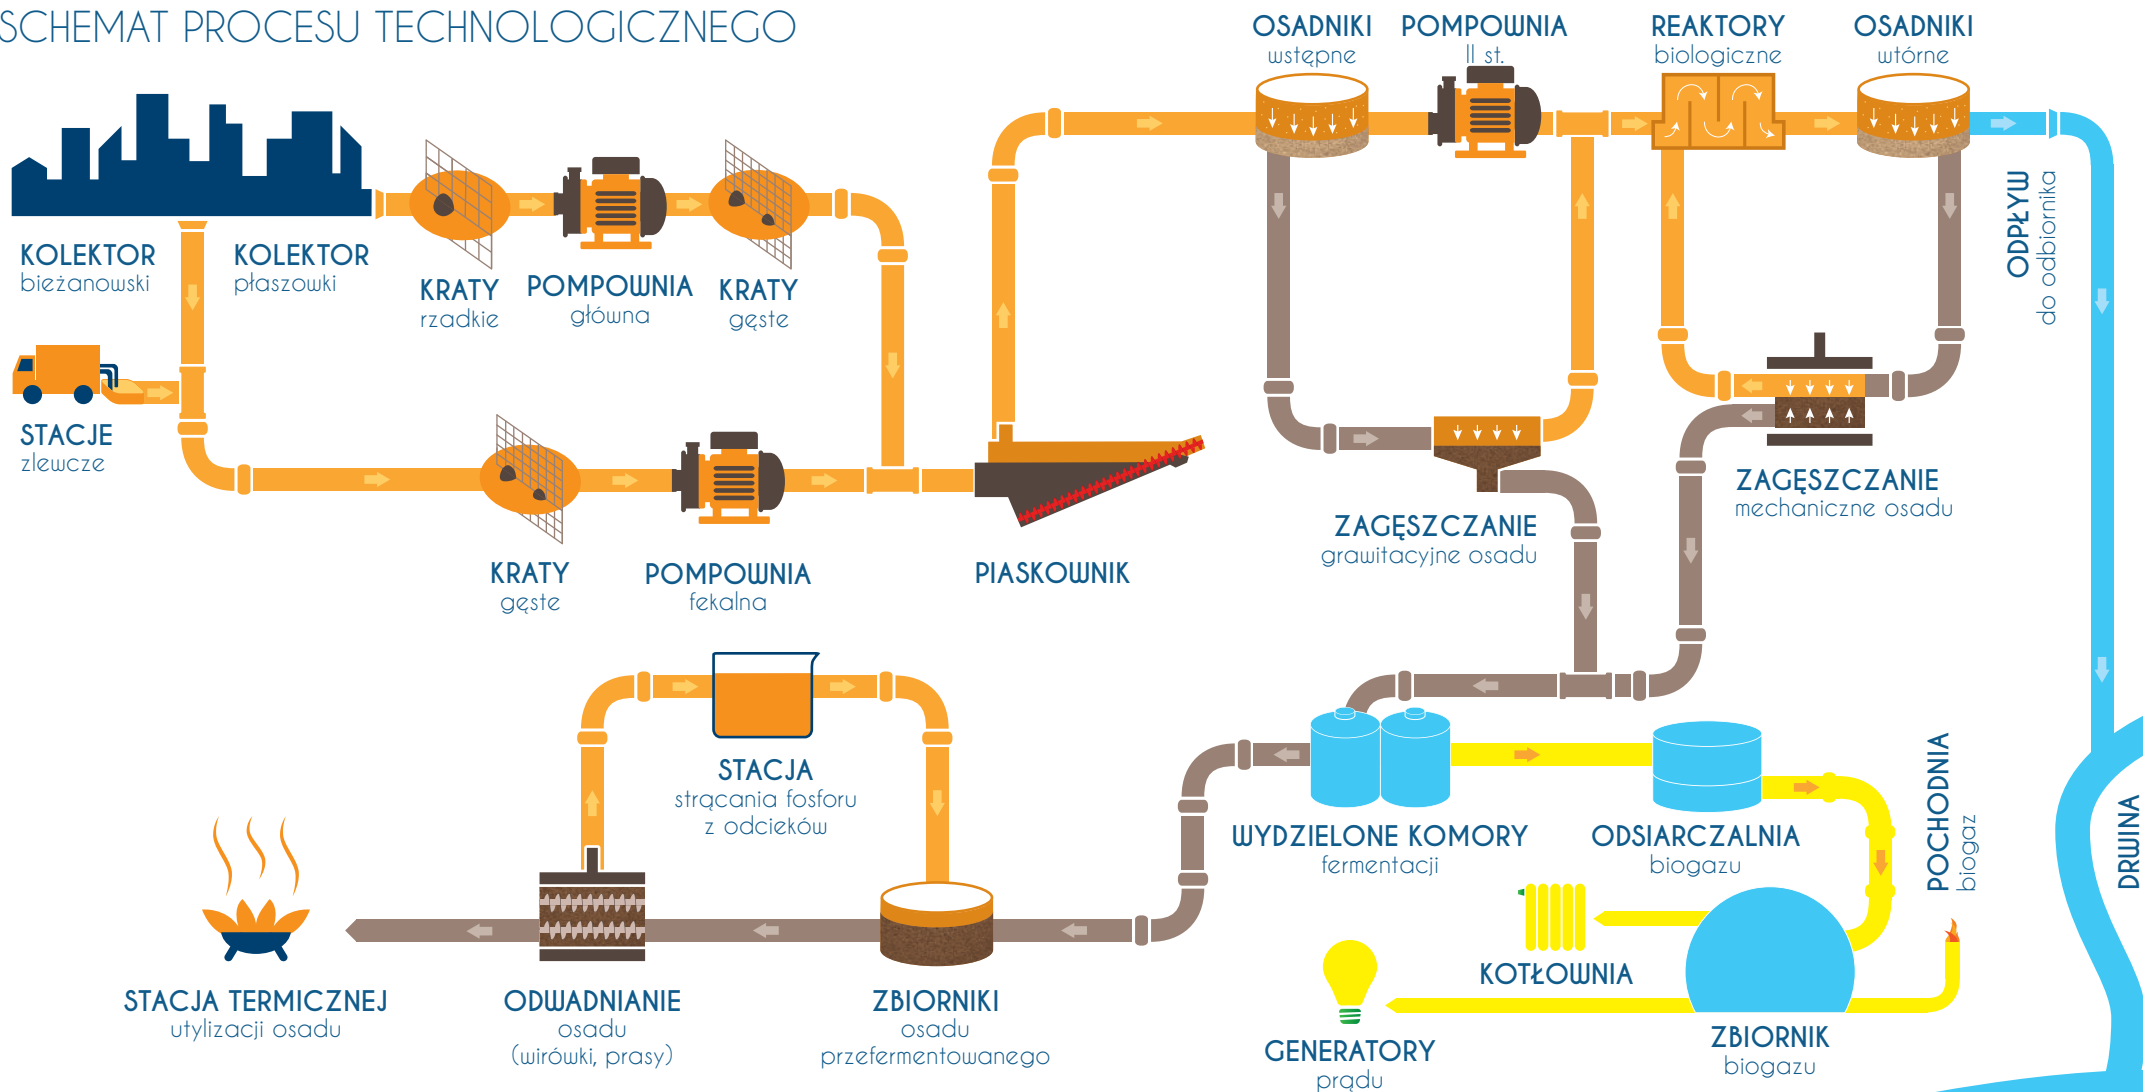 SCHEMAT PROCESU TECHNOLOGICZNEGO
OSADNIKI
wstępne
POMPOWNIA
II st.
REAKTORY
biologiczne
OSADNIKI
wtórne
KOLEKTOR
bieżanowski
KOLEKTOR
płaszowki
KRATY
rzadkie
POMPOWNIA
główna
KRATY
gęste
ODPŁYW
do odbiornika
STACJE
zlewcze
ZAGĘSZCZANIE
mechaniczne osadu
ZAGĘSZCZANIE
grawitacyjne osadu
KRATY
gęste
POMPOWNIA
fekalna
PIASKOWNIK
STACJA
strącania fosforu
z odcieków
WYDZIELONE KOMORY
fermentacji
ODSIARCZALNIA
biogazu
POCHODNIA
biogaz
DRWINA
KOTŁOWNIA
STACJA TERMICZNEJ
utylizacji osadu
ODWADNIANIE
osadu
(wirówki, prasy)
ZBIORNIKI
osadu
przefermentowanego
GENERATORY
prądu
ZBIORNIK
biogazu